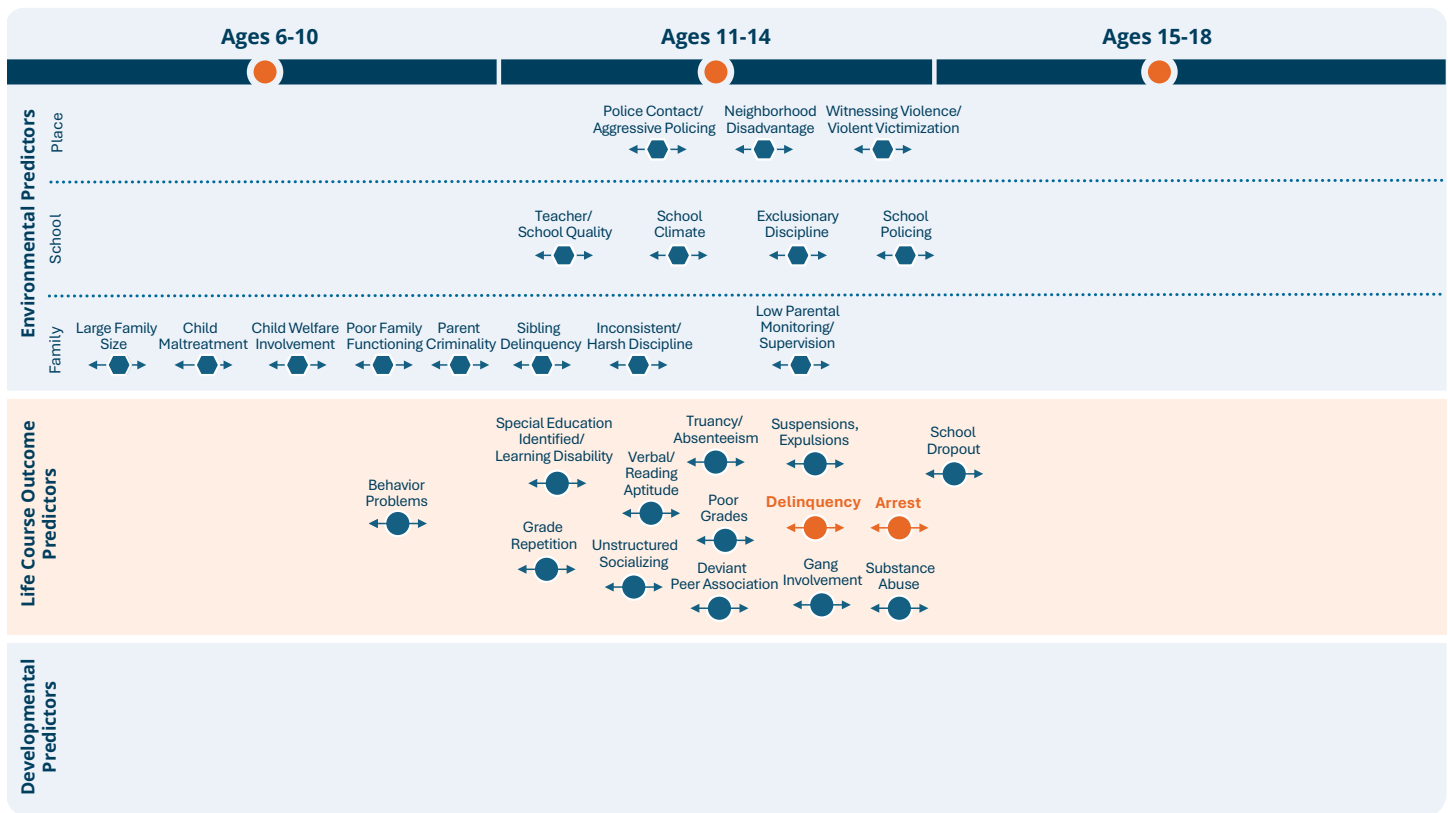 Ages 6-10
Ages 11-14
Ages 15-18
Environmental Predictors
Place
Police Contact/
Aggressive Policing
Neighborhood
Disadvantage
Witnessing Violence/
Violent Victimization
School
Teacher/
School Quality
School
Climate
Exclusionary
Discipline
School
Policing
Family
Large Family
Size
Child
Maltreatment
Child Welfare
Involvement
Poor Family
Functioning
Parent
Criminality
Sibling
Delinquency
Inconsistent/
Harsh Discipline
Low Parental
Monitoring/
Supervision
Life Course Outcome
Predictors
Behavior
Problems
Special Education
Identified/
Learning Disability
Grade
Repetition
Verbal/
Reading
Aptitude
Unstructured
Socializing
Truancy/
Absenteeism
Poor
Grades
Deviant
Peer Association
Suspensions,
Expulsions
Delinquency
Gang
Involvement
Arrest
Substance
Abuse
School
Dropout
Developmental
Predictors